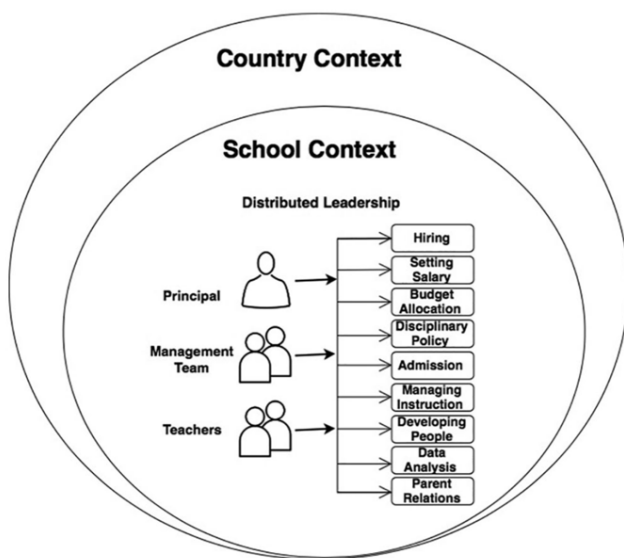 Country Context
School Context
Distributed Leadership
Principal
Management
Team
Teachers
Hiring
Setting
Salary
Budget
Allocation
Disciplinary
Policy
Admission
Managing
Instruction
Developing
People
Data
Analysis
Parent
Relations